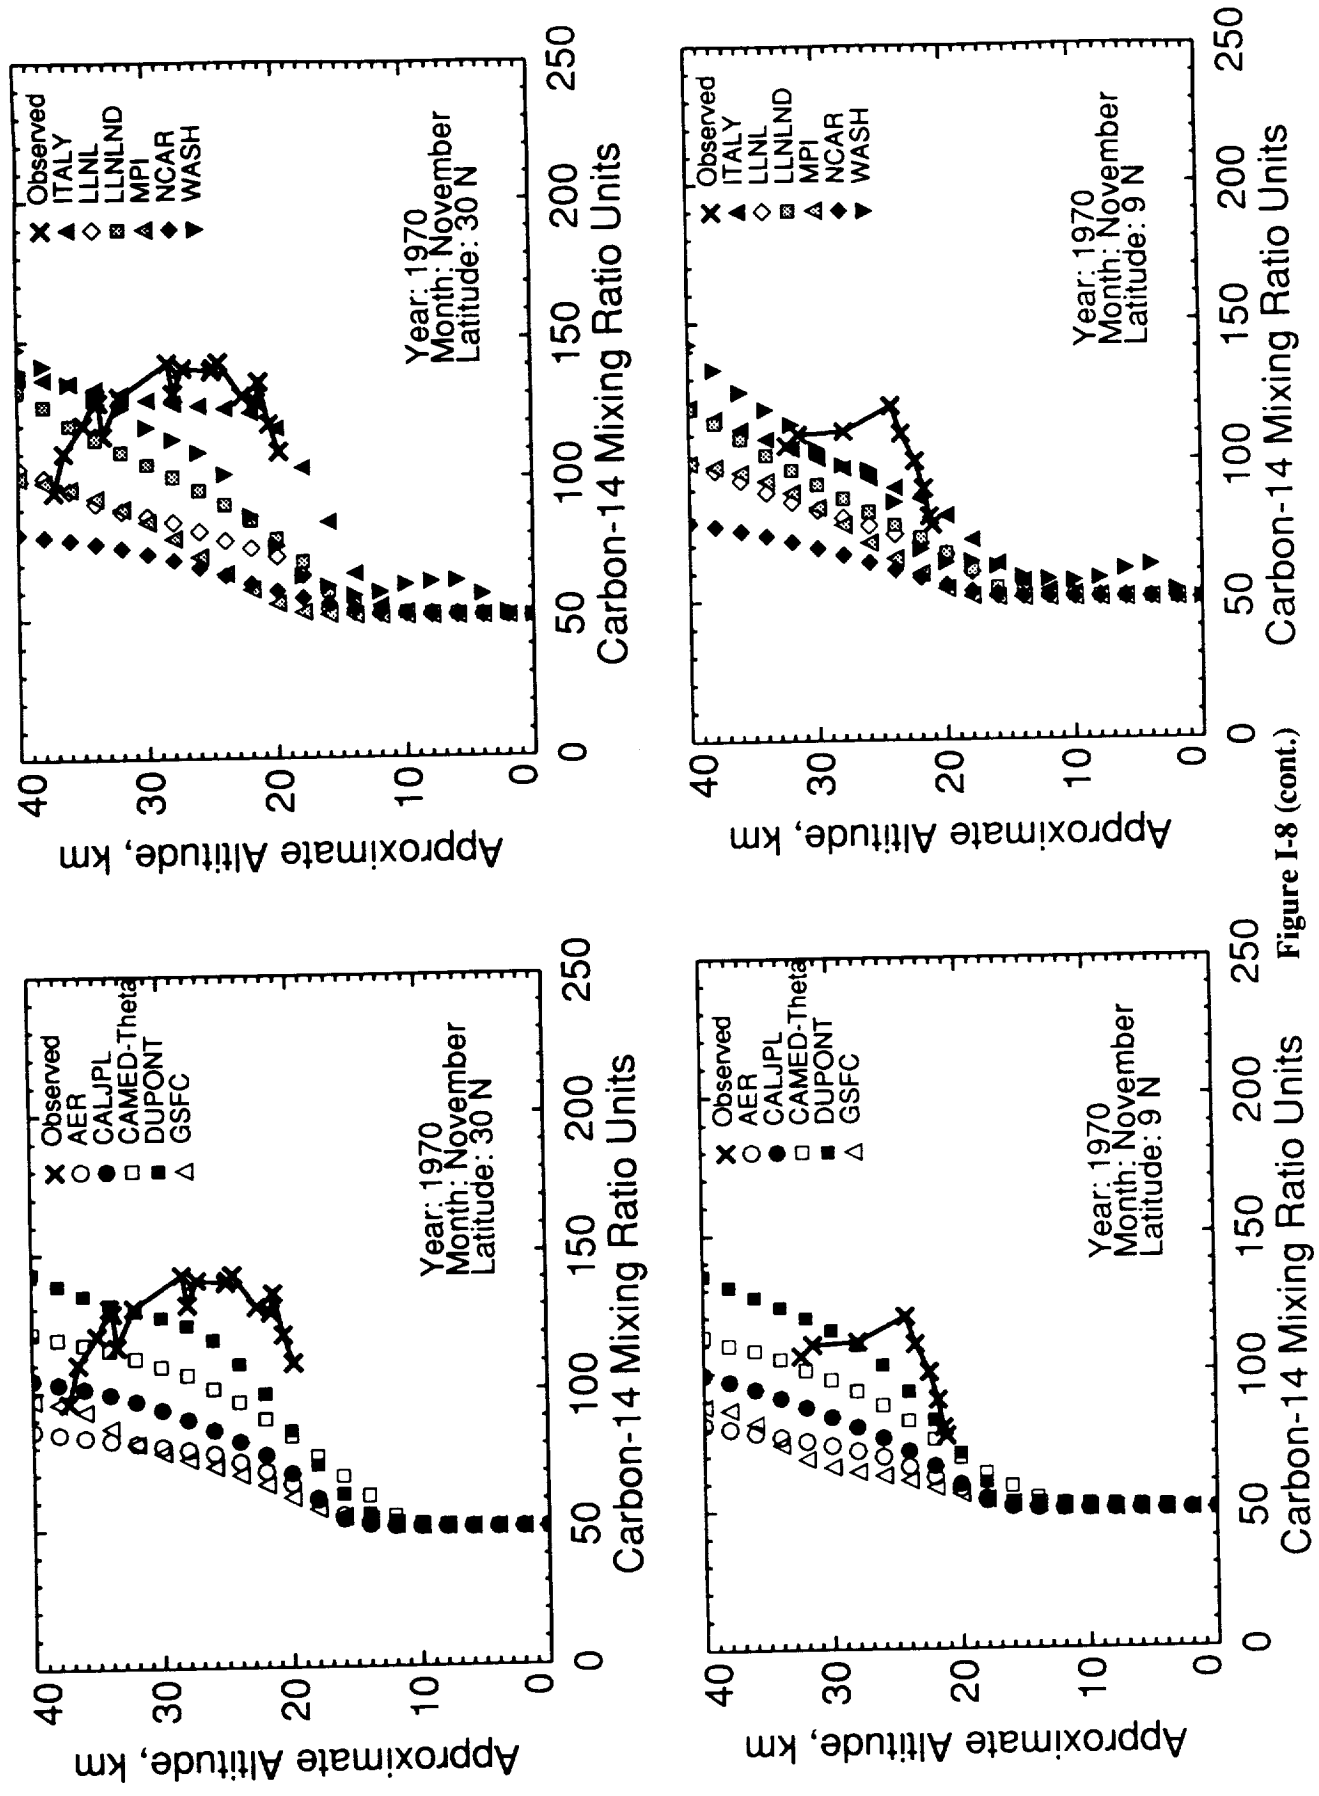 40
30
20
10
0
Approximate Altitude, km
Observed
AER
CALJPL
CAMED-Theta
DUPONT
GSFC
Year: 1970
Month: November
Latitude: 30 N
0
50
100
150
200
250
Carbon-14 Mixing Ratio Units
40
30
20
10
0
Approximate Altitude, km
Observed
ITALY
LLNL
LLNLND
MPI
NCAR
WASH
Year: 1970
Month: November
Latitude: 30 N
0
50
100
150
200
250
Carbon-14 Mixing Ratio Units
40
30
20
10
0
Approximate Altitude, km
Observed
AER
CALJPL
CAMED-Theta
DUPONT
GSFC
Year: 1970
Month: November
Latitude: 9 N
0
50
100
150
200
250
Carbon-14 Mixing Ratio Units
40
30
20
10
0
Approximate Altitude, km
Observed
ITALY
LLNL
LLNLND
MPI
NCAR
WASH
Year: 1970
Month: November
Latitude: 9 N
0
50
100
150
200
250
Carbon-14 Mixing Ratio Units
Figure I-8 (cont.)